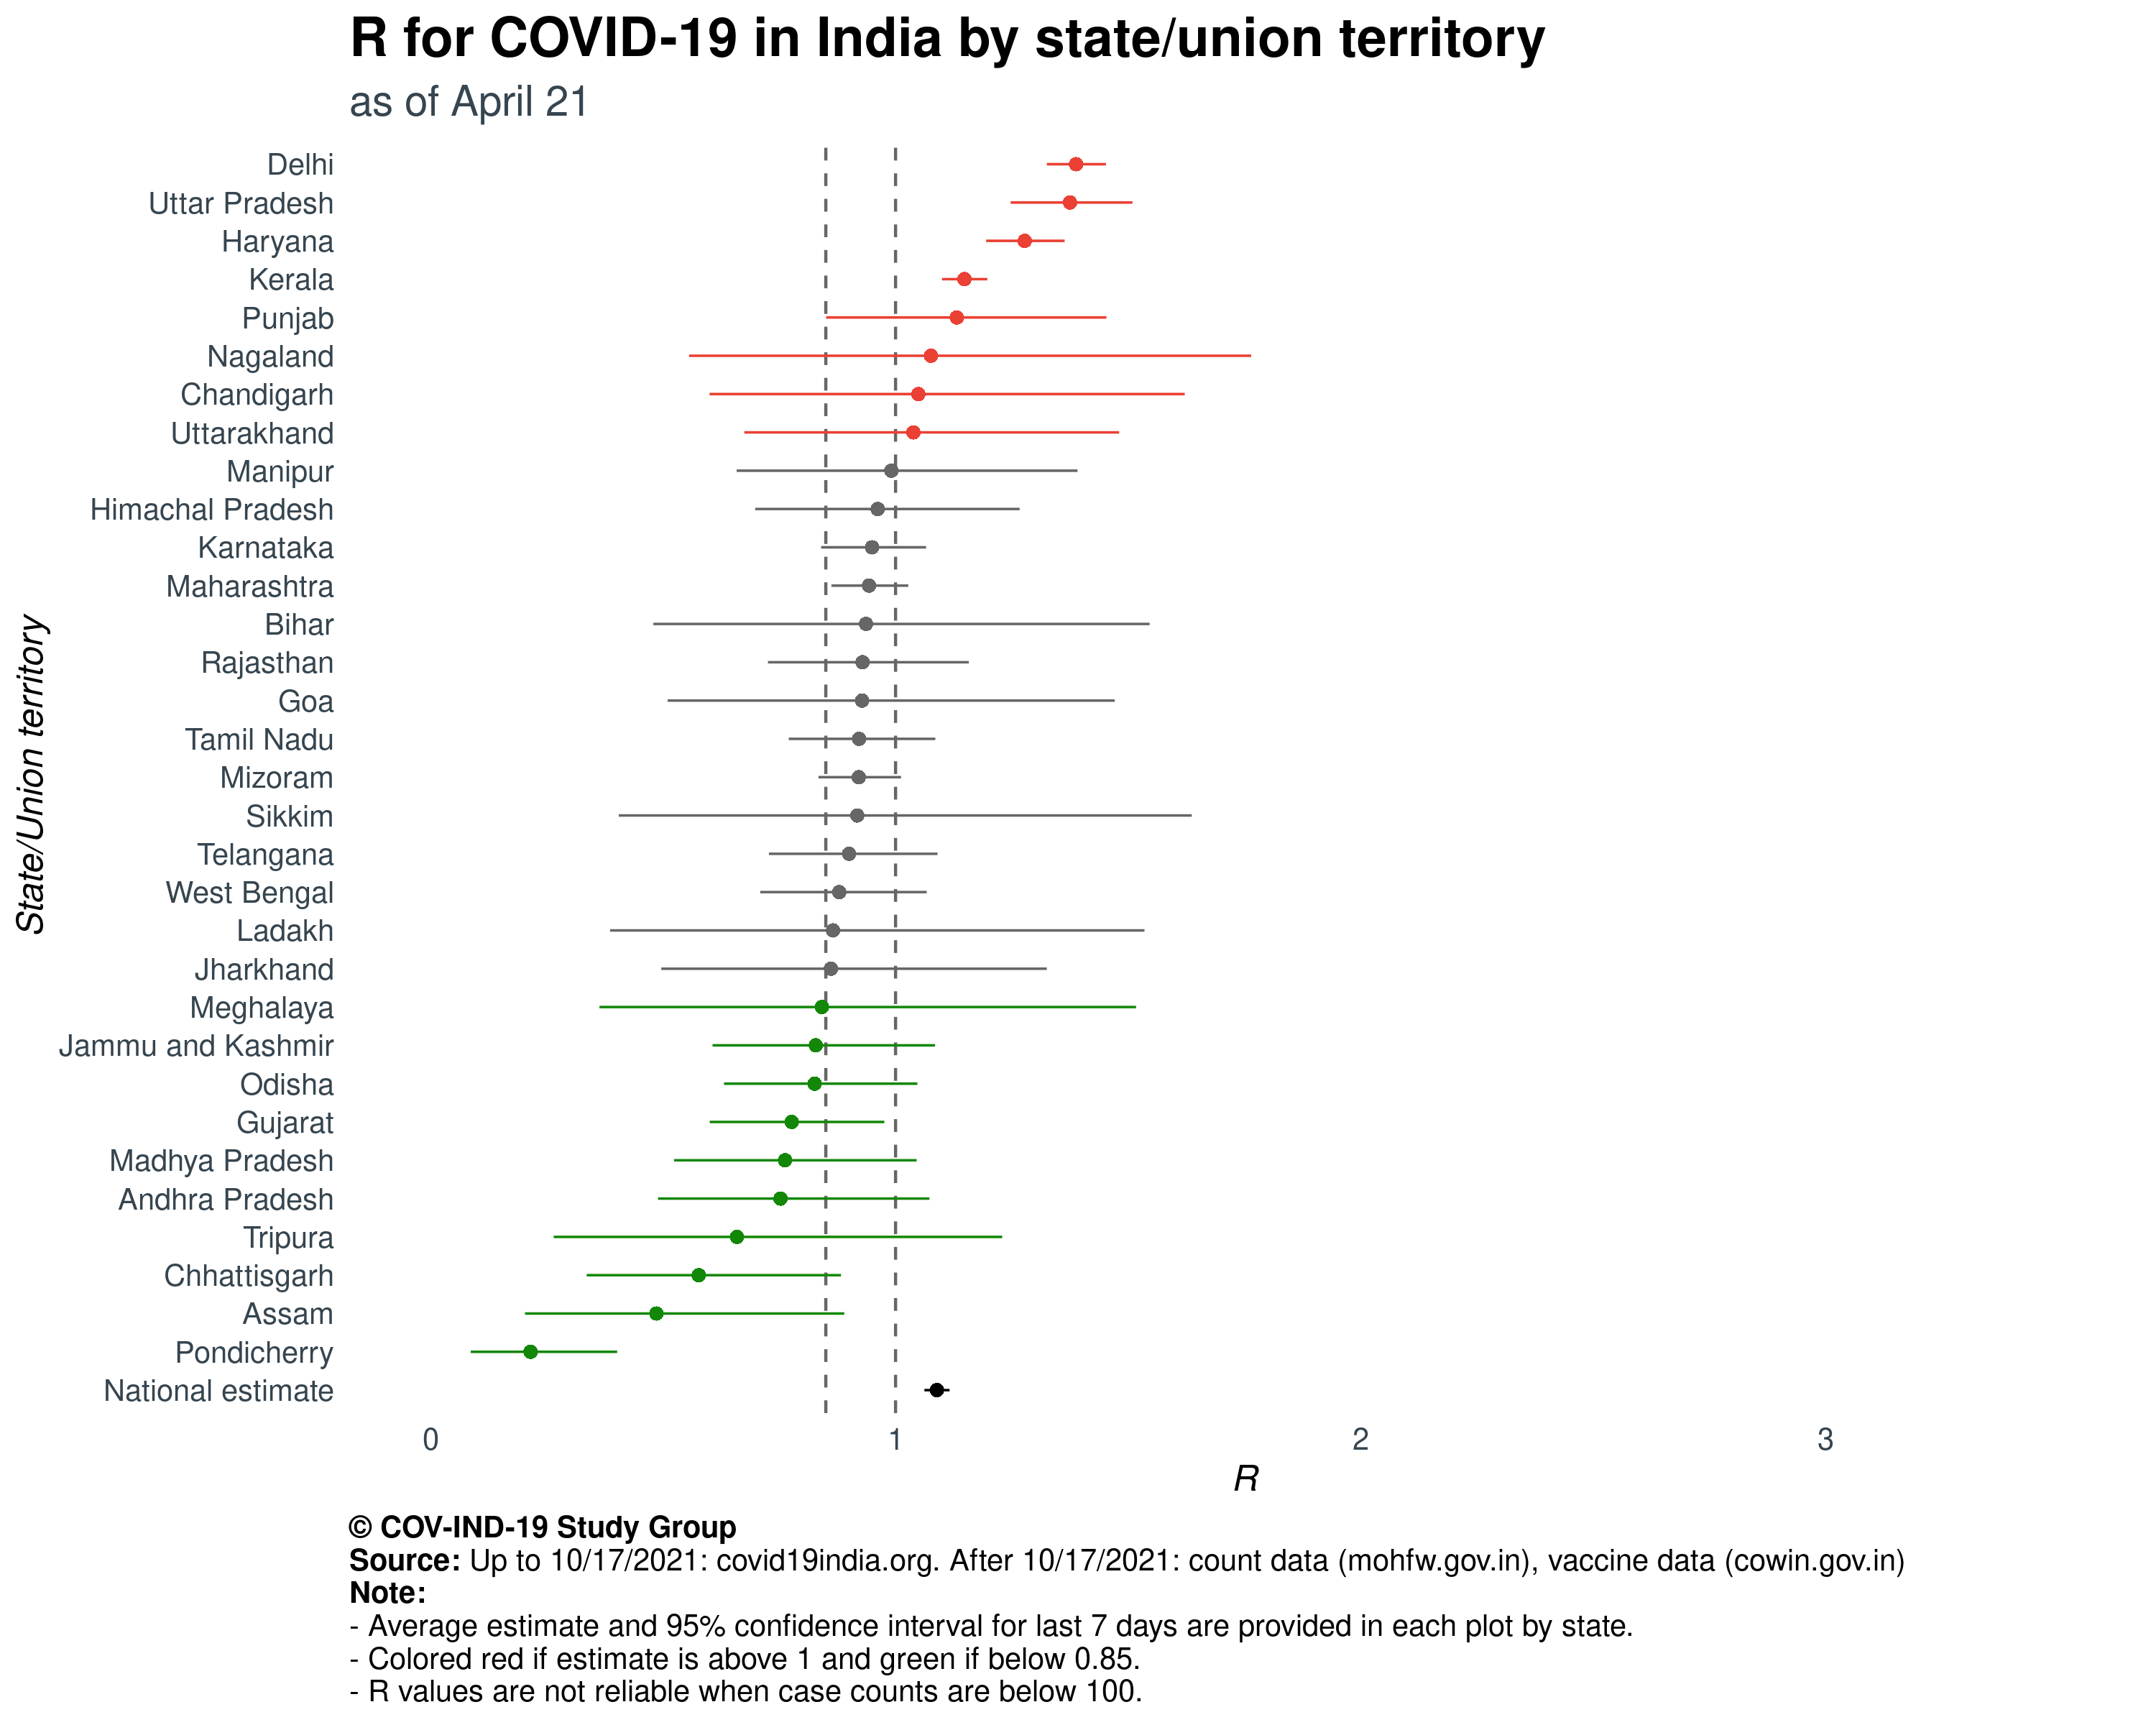 R for COVID-19 in India by state/union territory
as of April 21
Delhi
Uttar Pradesh
Haryana
Kerala
Punjab
Nagaland
Chandigarh
Uttarakhand
Manipur
Himachal Pradesh
Karnataka
Maharashtra
Bihar
Rajasthan
Goa
Tamil Nadu
Mizoram
Sikkim
Telangana
West Bengal
Ladakh
Jharkhand
Meghalaya
Jammu and Kashmir
Odisha
Gujarat
Madhya Pradesh
Andhra Pradesh
Tripura
Chhattisgarh
Assam
Pondicherry
National estimate
State/Union territory
0 1 2 3
R
© COV-IND-19 Study Group
Source: Up to 10/17/2021: covid19india.org. After 10/17/2021: count data (mohfw.gov.in), vaccine data (cowin.gov.in)
Note:
- Average estimate and 95% confidence interval for last 7 days are provided in each plot by state.
- Colored red if estimate is above 1 and green if below 0.85.
- R values are not reliable when case counts are below 100.